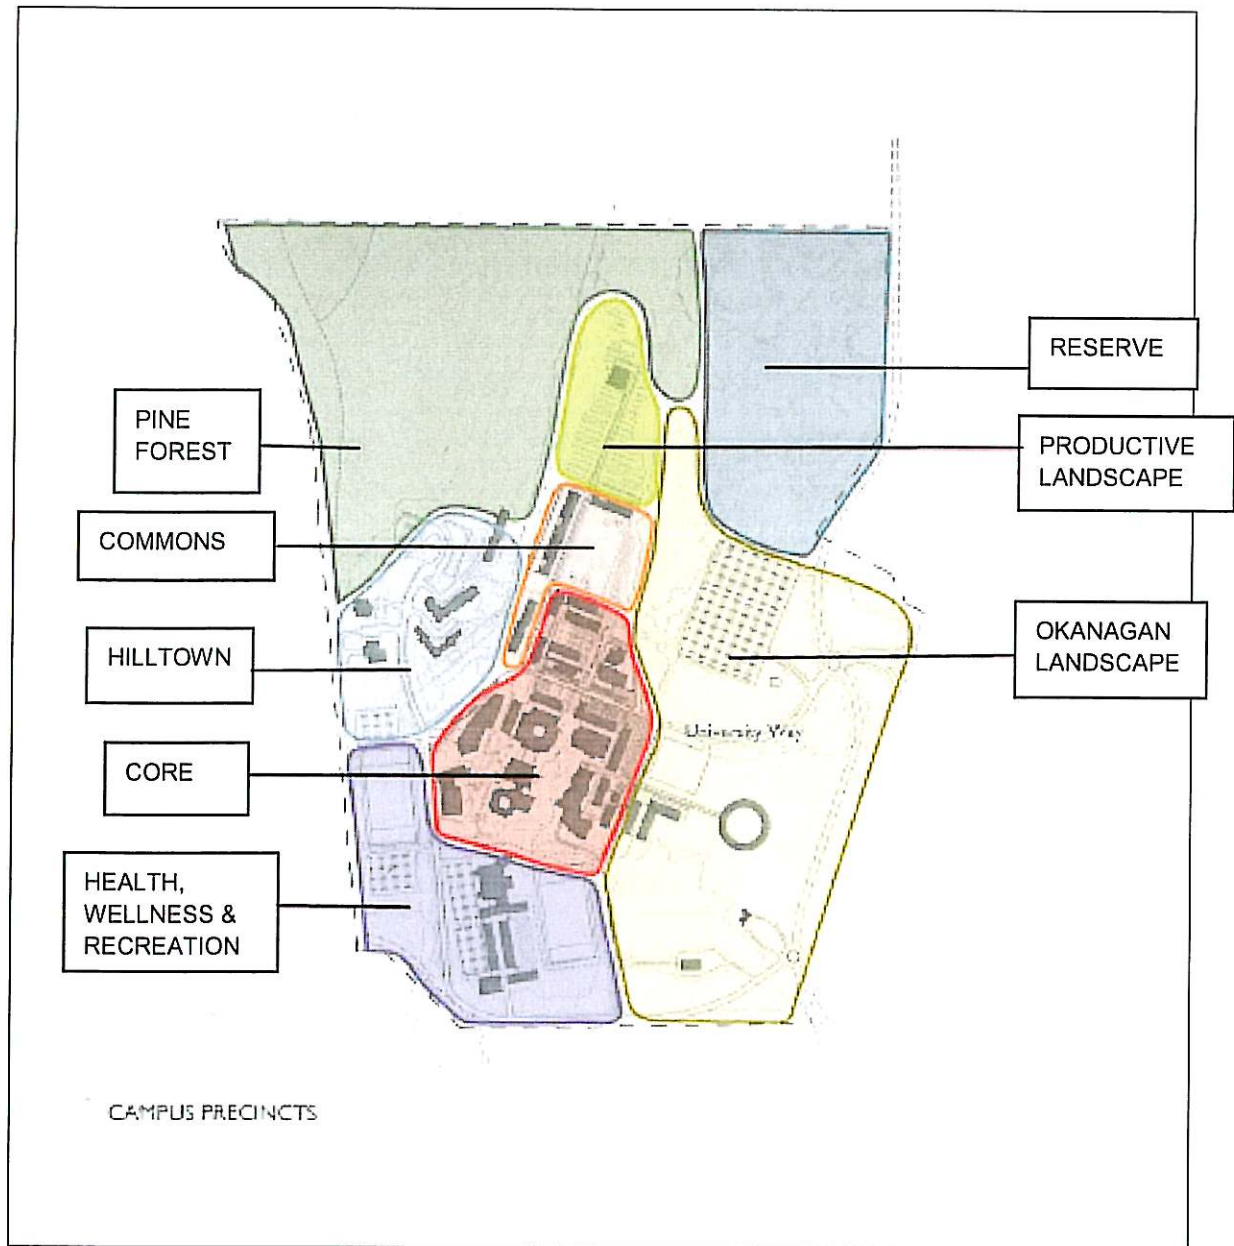 RESERVE
PINE
FOREST
PRODUCTIVE
LANDSCAPE
COMMONS
HILLTOWN
OKANAGAN
LANDSCAPE
University Way
CORE
HEALTH,
WELLNESS &
RECREATION
CAMPUS PRECINCTS